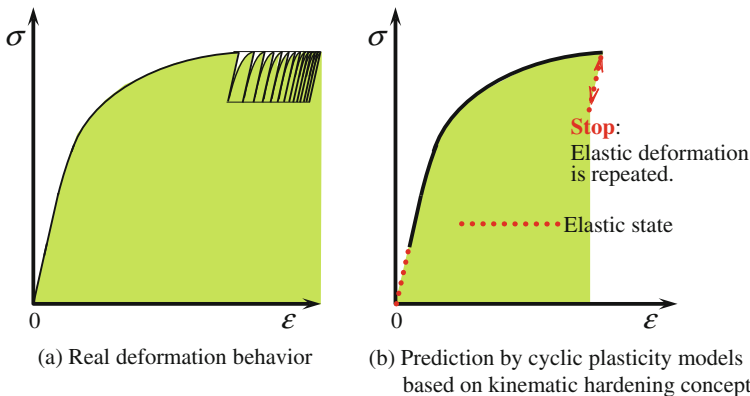 σ
0
ε
(a) Real deformation behavior
σ
Stop:
Elastic deformation
is repeated.
Elastic state
0
ε
(b) Prediction by cyclic plasticity models
based on kinematic hardening concept